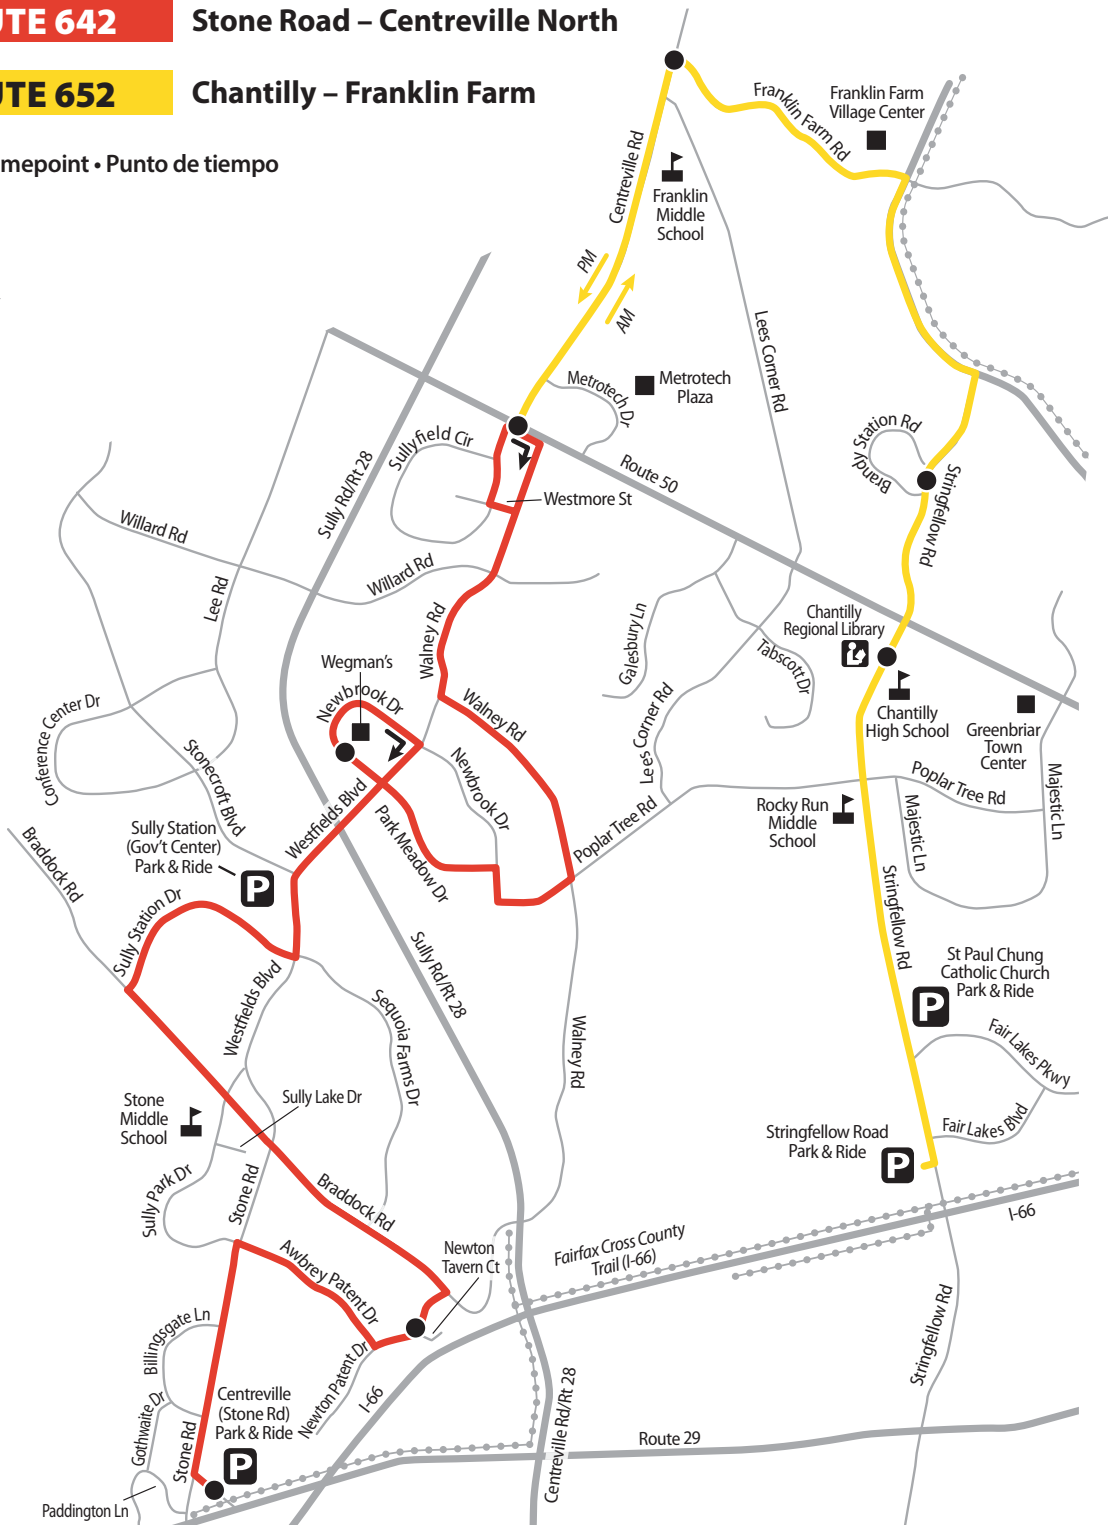 UTE 642
Stone Road – Centreville North
UTE 652
Chantilly – Franklin Farm
mepoint • Punto de tiempo
Franklin Farm Rd
Franklin Farm
Village Center
Centreville Rd
Franklin
Middle
School
PM
AM
Lees Corner Rd
Metrotech Dr
Metrotech
Plaza
Brandy Station Rd
Sullyfield Cir
Sully Rd/Rt 28
Route 50
Westmore St
Stringfellow Rd
Willard Rd
Willard Rd
Lee Rd
Walney Rd
Galesbury Ln
Chantilly
Regional Library
Tabscott Dr
Wegman's
Newbrook Dr
Walney Rd
Lees Corner Rd
Chantilly
High School
Greenbriar
Town
Center
Conference Center Dr
Stonecroft Blvd
Newbrook Dr
Poplar Tree Rd
Majestic Ln
Majestic Ln
Rocky Run
Middle
School
Westfields Blvd
Park Meadow Dr
Poplar Tree Rd
Braddock Rd
Sully Station
(Gov't Center)
Park & Ride
P
Sully Station Dr
Stringfellow Rd
Sully Rd/Rt 28
St Paul Chung
Catholic Church
Park & Ride
P
Westfields Blvd
Sequoia Farms Dr
Walney Rd
Fair Lakes Pkwy
Stone
Middle
School
Sully Lake Dr
Fair Lakes Blvd
Stringfellow Road
Park & Ride
P
Sully Park Dr
Stone Rd
Braddock Rd
I-66
Awbrey Patent Dr
Newton
Tavern Ct
Fairfax Cross County
Trail (I-66)
Stringfellow Rd
Billingsgate Ln
Newton Patent Dr
I-66
Centreville
(Stone Rd)
Park & Ride
P
Gothwaite Dr
Stone Rd
Centreville Rd/Rt 28
Route 29
Paddington Ln